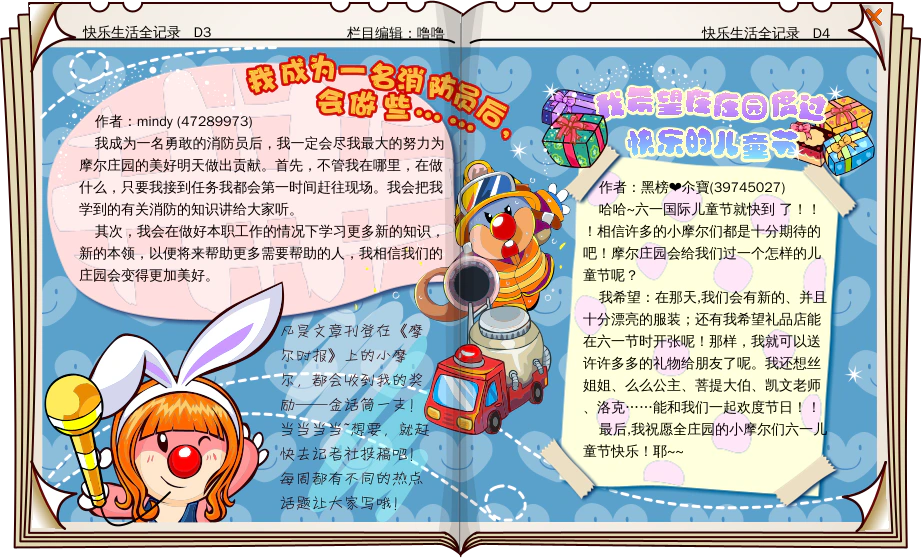 快乐生活全记录 D3
栏目编辑：噜噜
我成为一名消防员后，
会做些……
作者：mindy (47289973)
我成为一名勇敢的消防员后，我一定会尽我最大的努力为
摩尔庄园的美好明天做出贡献。首先，不管我在哪里，在做
什么，只要我接到任务我都会第一时间赶往现场。我会把我
学到的有关消防的知识讲给大家听。
其次，我会在做好本职工作的情况下学习更多新的知识，
新的本领，以便将来帮助更多需要帮助的人，我相信我们的
庄园会变得更加美好。
凡是文章刊登在《摩
尔时报》上的小摩
尔，都会收到我的奖
励——金话筒一支！
当当当当~想要，就赶
快去记者社投稿吧！
每周都有不同的热点
话题让大家写哦！
快乐生活全记录 D4
我希望庄庄园度过
快乐的儿童节
作者：黑榜❤尒寶(39745027)
哈哈~六一国际儿童节就快到 了！！
！相信许多的小摩尔们都是十分期待的
吧！摩尔庄园会给我们过一个怎样的儿
童节呢？
我希望：在那天,我们会有新的、并且
十分漂亮的服装；还有我希望礼品店能
在六一节时开张呢！那样，我就可以送
许许多多的礼物给朋友了呢。我还想丝
姐姐、么么公主、菩提大伯、凯文老师
、洛克……能和我们一起欢度节日！！
最后,我祝愿全庄园的小摩尔们六一儿
童节快乐！耶~~